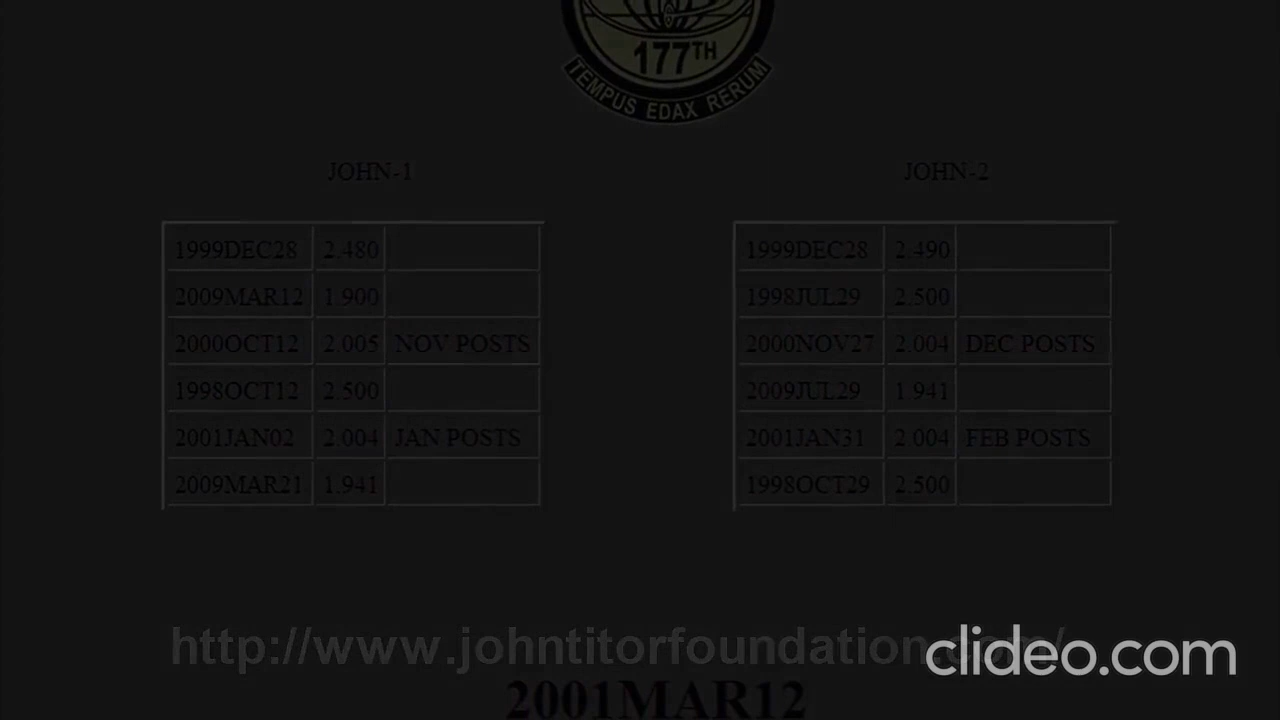 177TH
TEMPUS EDAX RERUM
JOHN-1
1999DEC28 2.480
2009MAR12 1.900
2000OCT12 2.005 NOV POSTS
1998OCT12 2.500
2001JAN02 2.004 JAN POSTS
2009MAR21 1.941
JOHN-2
1999DEC28 2.490
1998JUL29 2.500
2000NOV27 2.004 DEC POSTS
2009JUL29 1 941
2001JAN31 2.004 FEB POSTS
1998OCT29 2.500
http://www.johntitorfoundation.com/
clideo.com
2001MAR12